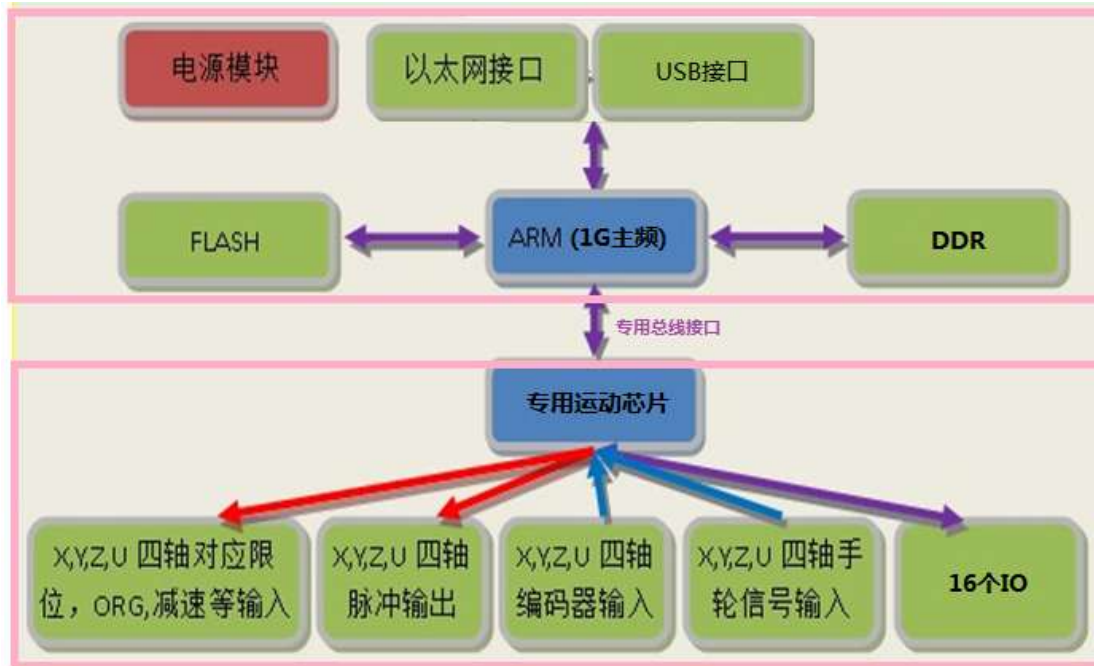 电源模块
以太网接口
USB接口
FLASH
ARM (1G主频)
DDR
专用总线接口
专用运动芯片
X,Y,Z,U 四轴对应限
位，ORG,减速等输入
X,Y,Z,U 四轴
脉冲输出
X,Y,Z,U 四轴
编码器输入
X,Y,Z,U 四轴手
轮信号输入
16个IO